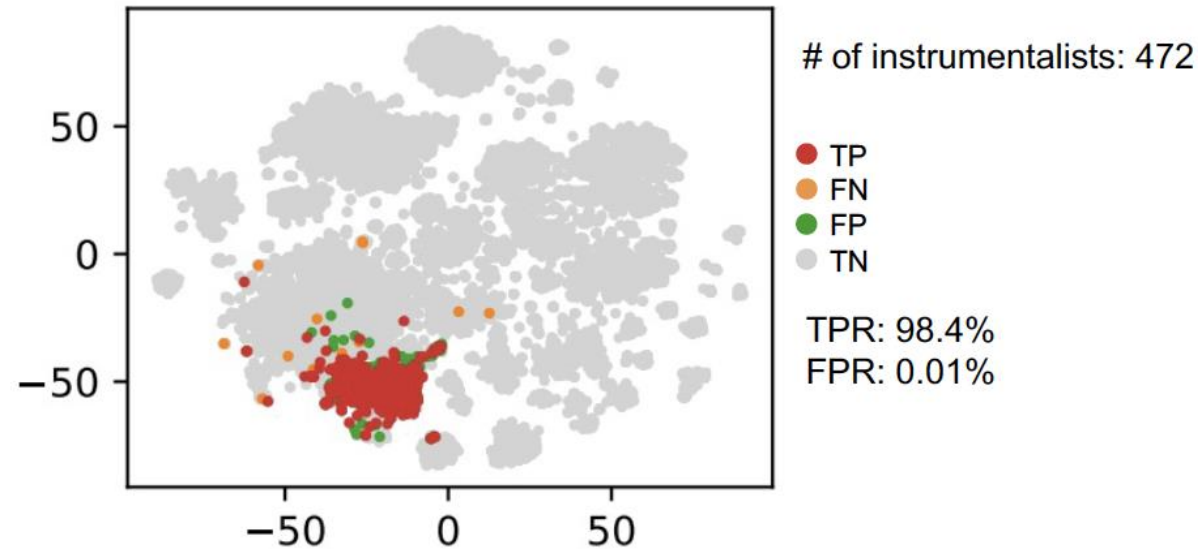 # of instrumentalists: 472
50
0
−50
−50
0
50
TP
FN
FP
TN
TPR: 98.4%
FPR: 0.01%